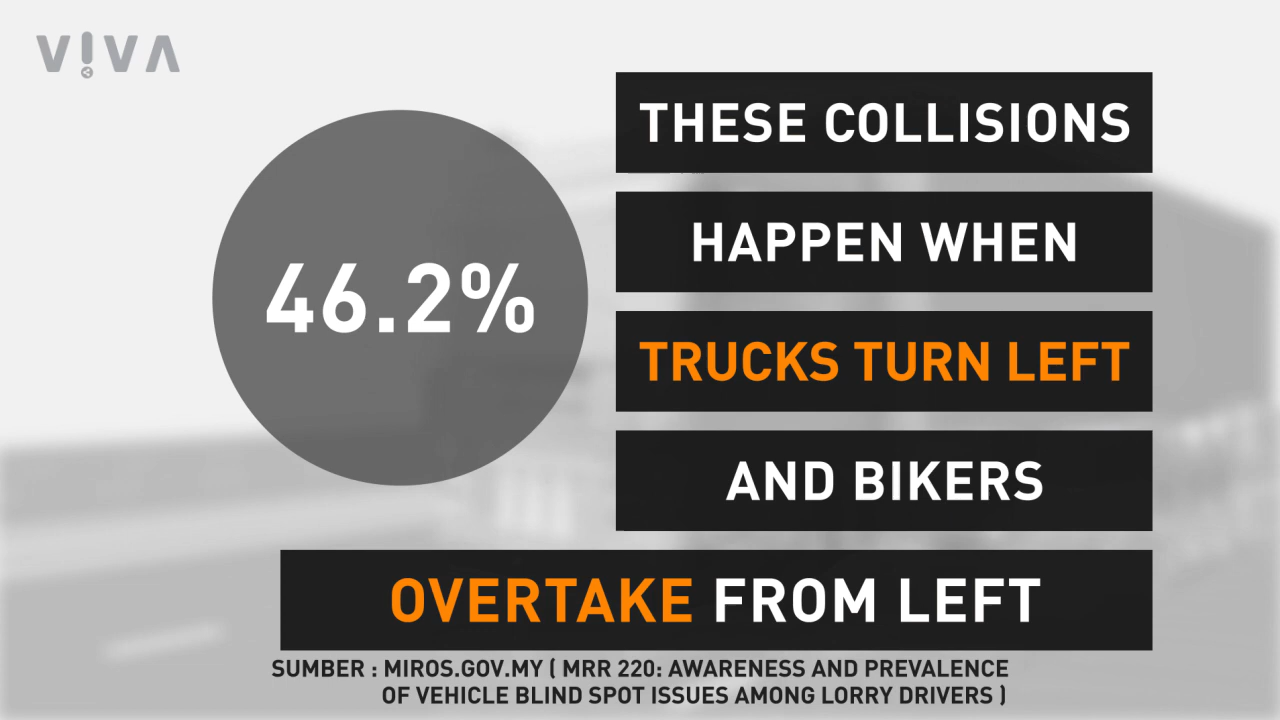 V!VA
46.2%
THESE COLLISIONS
HAPPEN WHEN
TRUCKS TURN LEFT
AND BIKERS
OVERTAKE FROM LEFT
SUMBER : MIROS.GOV.MY ( MRR 220: AWARENESS AND PREVALENCE
OF VEHICLE BLIND SPOT ISSUES AMONG LORRY DRIVERS )